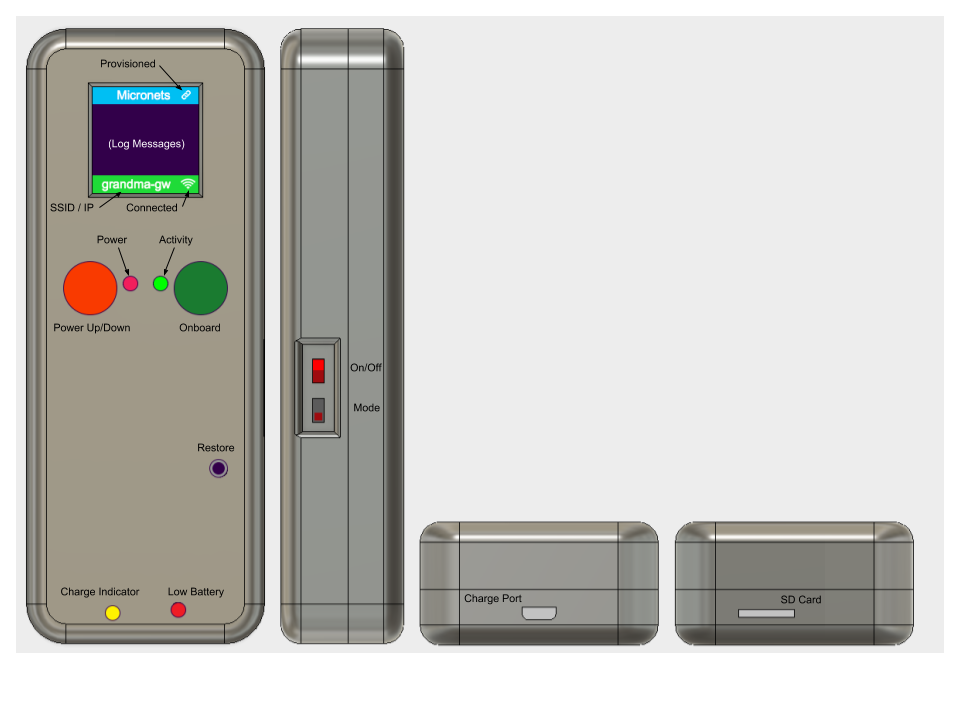 Provisioned
Micronets
(Log Messages)
grandma-gw
SSID / IP
Connected
Power
Activity
Power Up/Down
Onboard
On/Off
Mode
Restore
Charge Indicator
Low Battery
Charge Port
SD Card